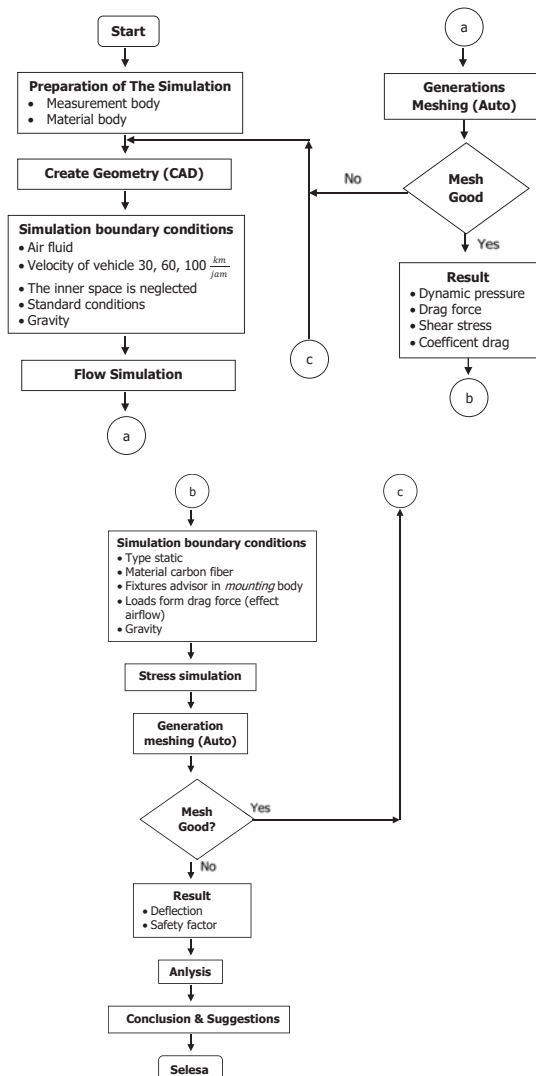 Start
Preparation of The Simulation
• Measurement body
• Material body
Create Geometry (CAD)
Simulation boundary conditions
• Air fluid
• Velocity of vehicle 30, 60, 100 km/jam
• The inner space is neglected
• Standard conditions
• Gravity
Flow Simulation
a
a
Generations
Meshing (Auto)
Mesh
Good
No
Yes
Result
• Dynamic pressure
• Drag force
• Shear stress
• Coefficent drag
b
c
b
Simulation boundary conditions
• Type static
• Material carbon fiber
• Fixtures advisor in mounting body
• Loads form drag force (effect
airflow)
• Gravity
Stress simulation
Generation
meshing (Auto)
Mesh
Good?
Yes
No
Result
• Deflection
• Safety factor
Anlysis
Conclusion & Suggestions
Selesa
c